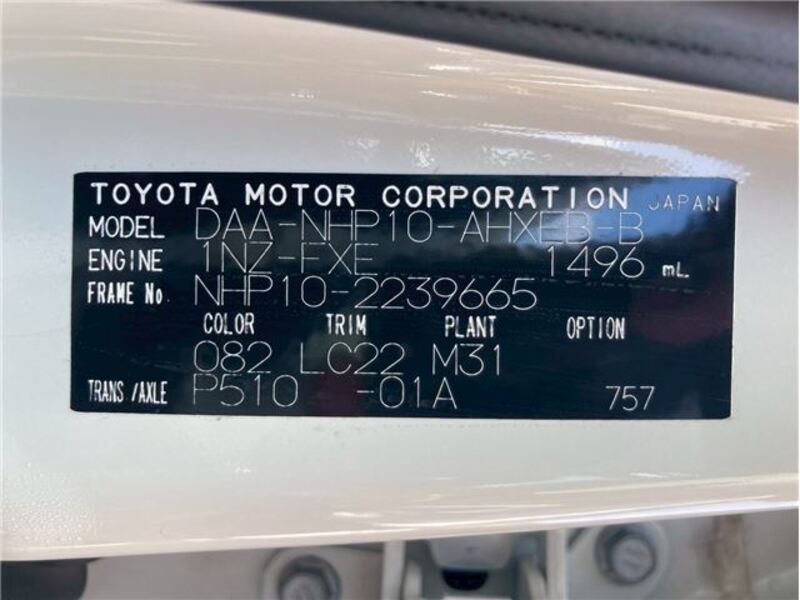 TOYOTA MOTOR CORPORATION JAPAN
MODEL DAA-NHP10-AHXEB-B
ENGINE 1NZ-FXE 1496 mL
FRAME No NHP10-2239665
COLOR TRIM PLANT OPTION
082 LC22 M31
TRANS/AXLE P510 -01A 757